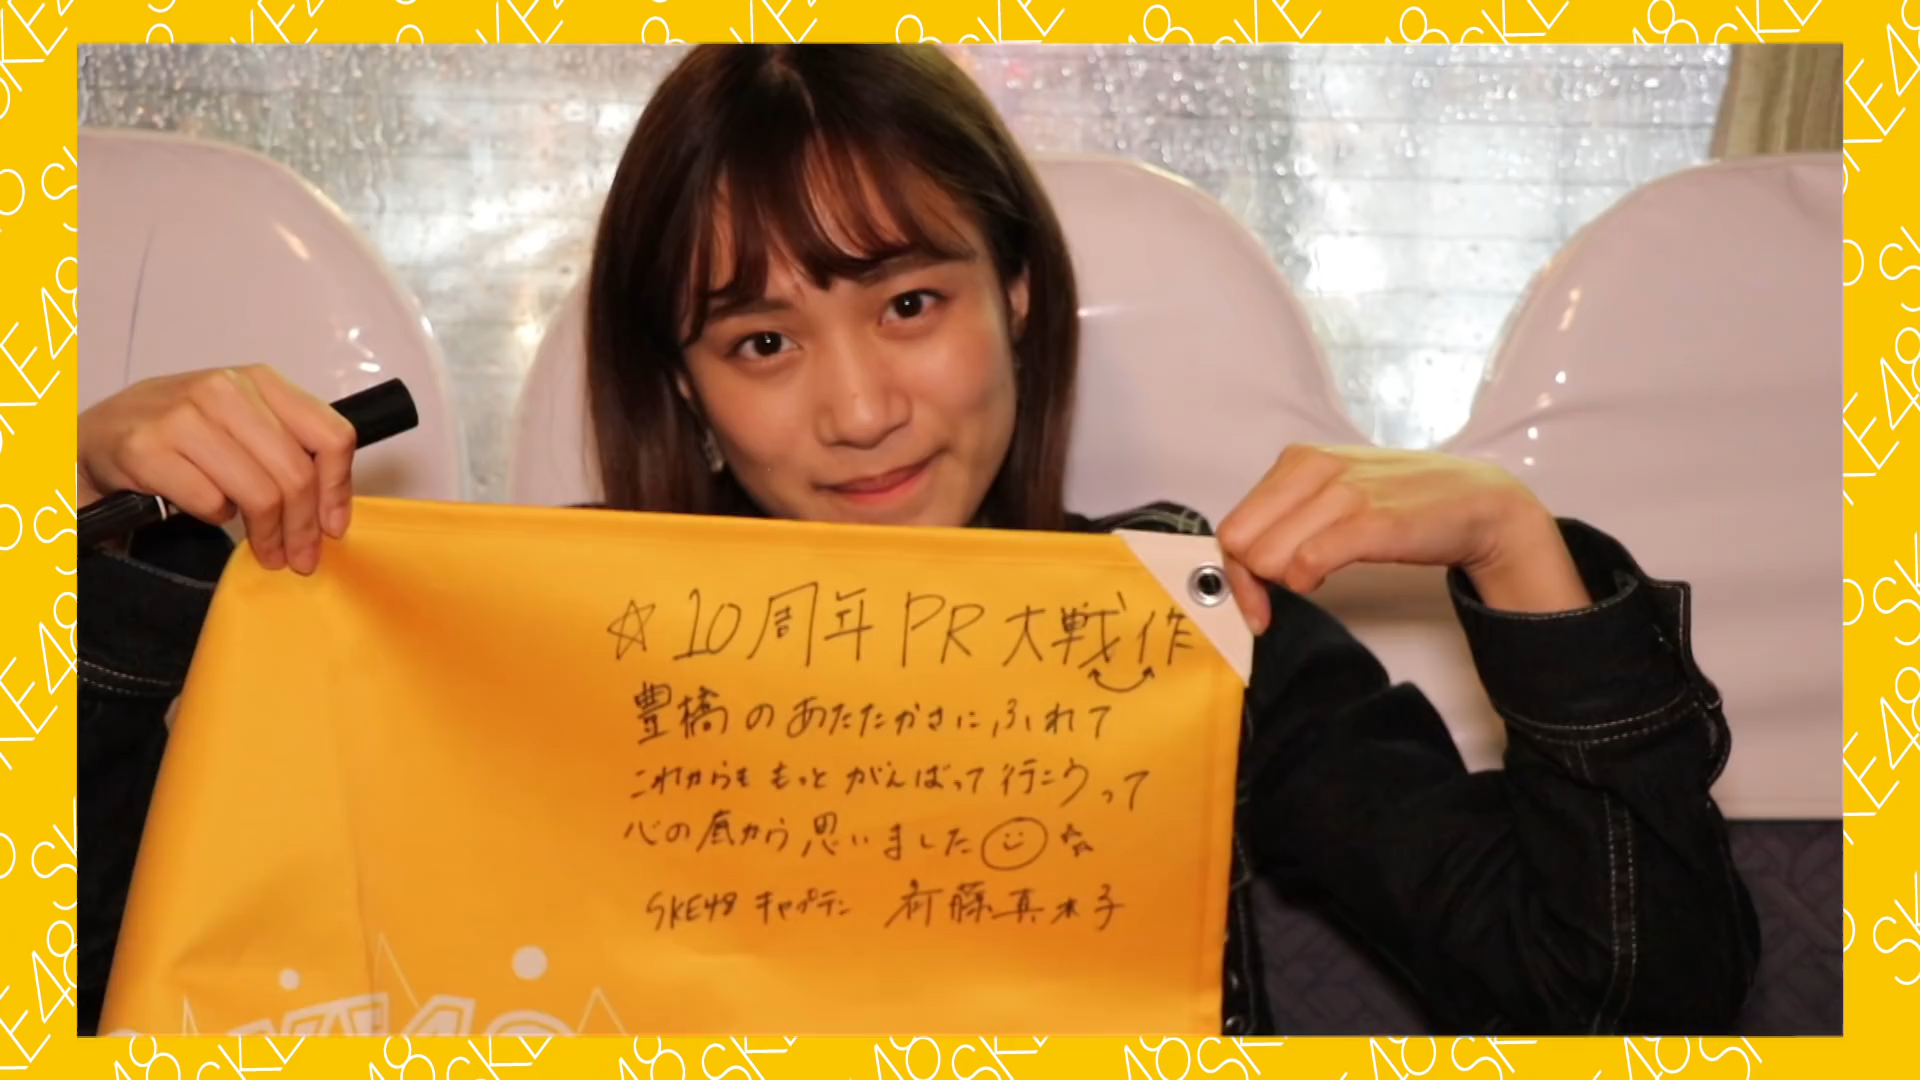 ☆10周年PR大戦作
豊橋のあたたかさにふれて
これからももっとがんばって行こウって
心の底から思いました
SKE48 キャプテン 斉藤真木子
SKE48